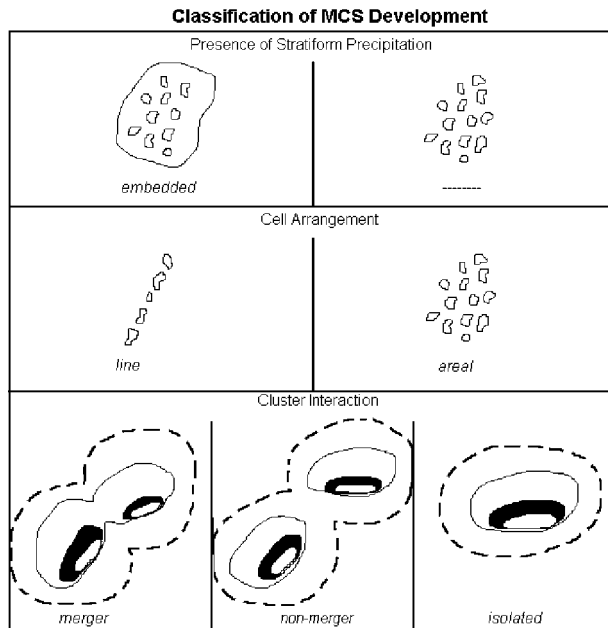 Classification of MCS Development
Presence of Stratiform Precipitation
embedded
--------
Cell Arrangement
line
areal
Cluster Interaction
merger
non-merger
isolated